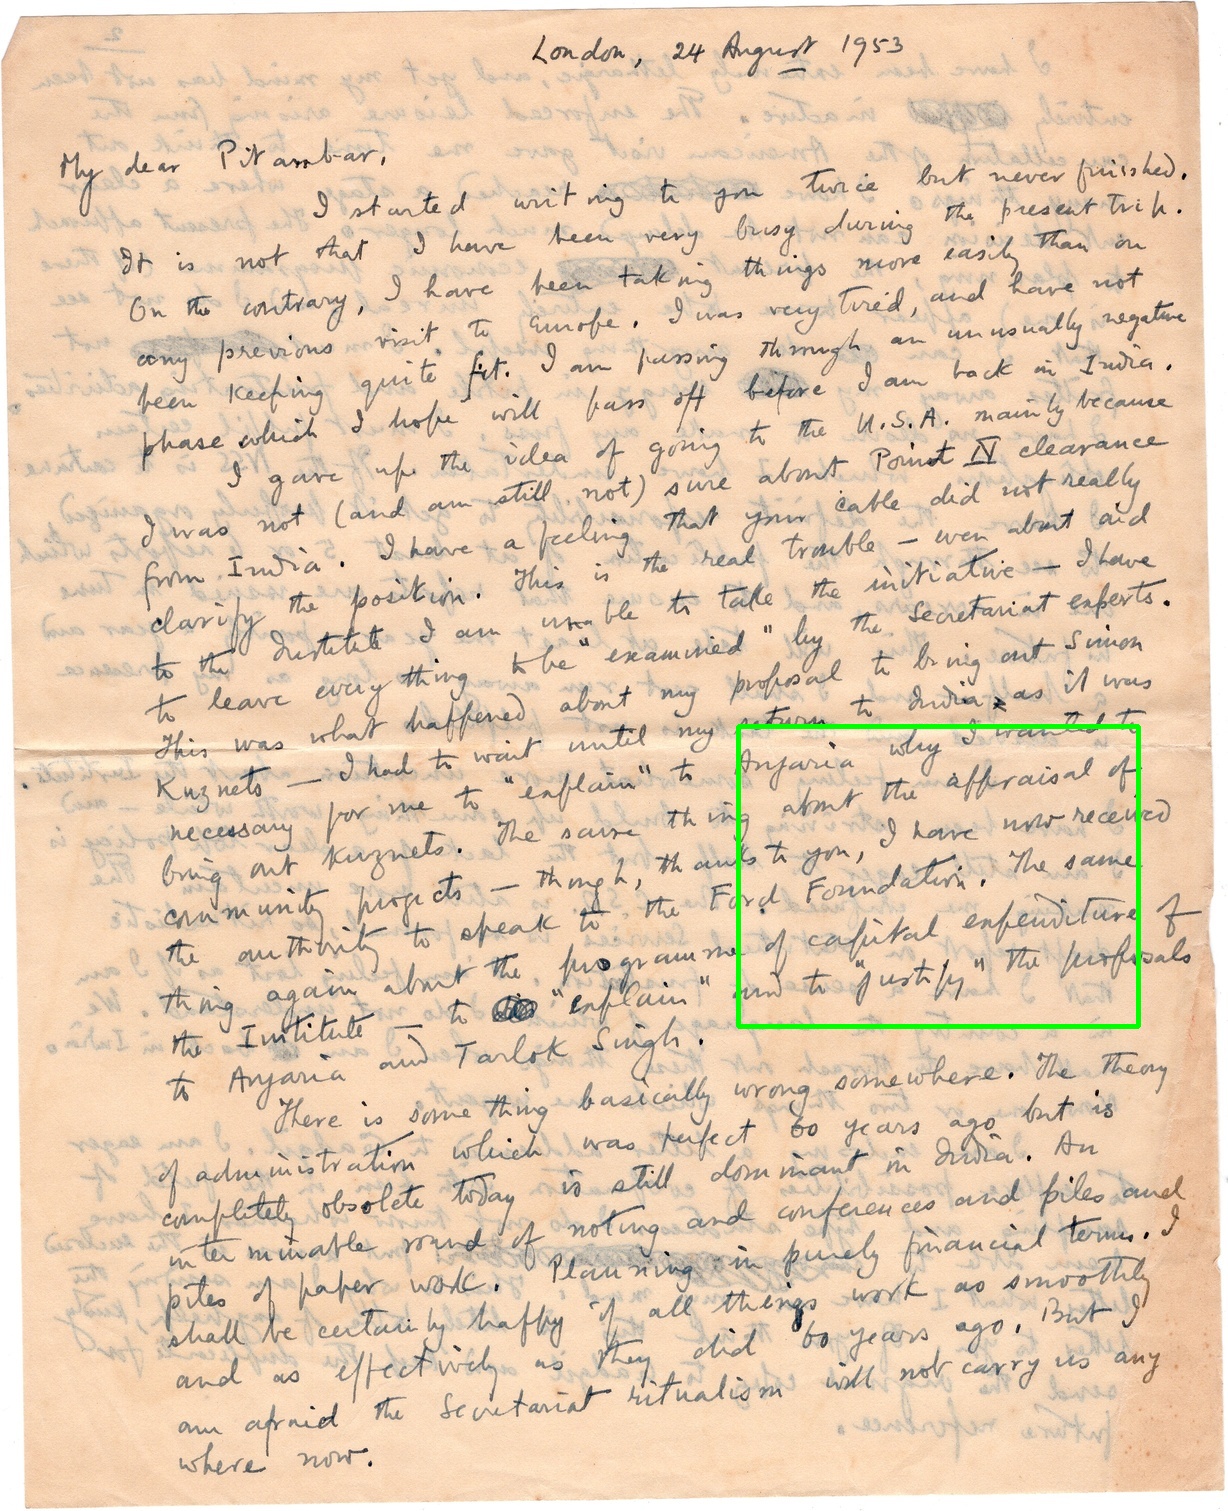 London, 24 August 1953
My dear Pitambar,
I started writing to you twice but never finished.
It is not that I have been very busy during the present trip.
On the contrary, I have been taking things more easily than on
any previous visit to Europe. I was very tired, and have not
been keeping quite fit. I am passing through an unusually negative
phase which I hope will pass off before I am back in India.
I gave up the idea of going to the U.S.A. mainly because
I was not (and am still not) sure about Point IV clearance
from India. I have a feeling that your cable did not really
clarify the position. This is the real trouble — even about aid
to the Institute I am unable to take the initiative — I have
to leave every thing to be "examined" by the Secretariat experts.
This was what happened about my proposal to bring out Simon
Kuznets — I had to wait until my return to India, as it was
necessary for me to "explain" to Anjaria why I wanted to
bring out Kuznets. The same thing about the appraisal of
community projects — though, thanks to you, I have now received
the authority to speak to the Ford Foundation. The same
thing again about the programme of capital expenditure of
the Institute — to "explain" and to "justify" the proposals
to Anjaria and Tarlok Singh.
There is some thing basically wrong somewhere. The theory
of administration which was perfect 60 years ago but is
completely obsolete today is still dominant in India. An
interminable round of noting and conferences and piles and
piles of paper work. Planning in purely financial terms. I
shall be certainly happy if all things work as smoothly
and as effectively as they did 60 years ago. But I
am afraid the Secretariat ritualism will not carry us any
where now.